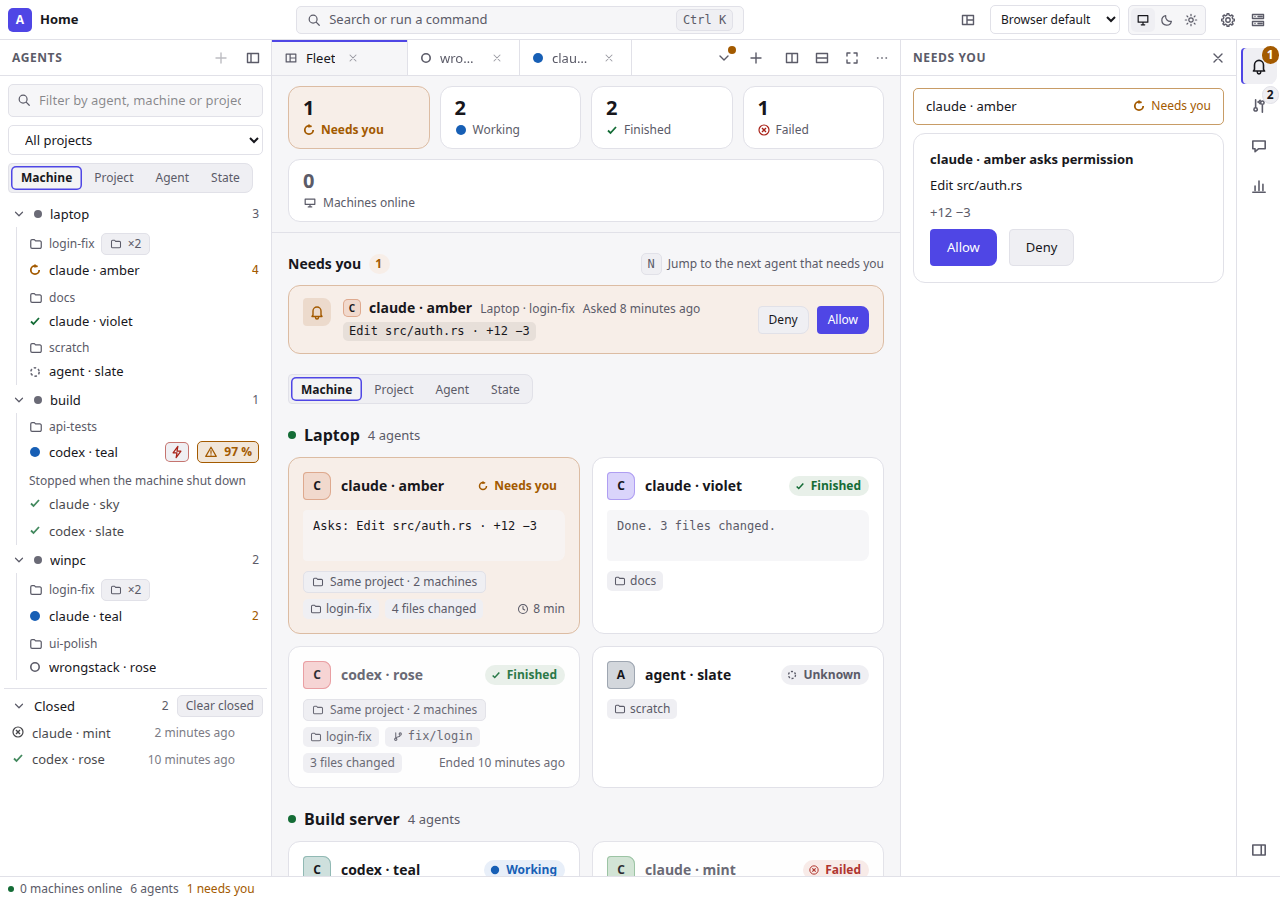 A Home
Search or run a command Ctrl K
Browser default
AGENTS
Filter by agent, machine or projec
All projects
Machine Project Agent State
laptop 3
login-fix ×2
claude · amber 4
docs
claude · violet
scratch
agent · slate
build 1
api-tests
codex · teal 97 %
Stopped when the machine shut down
claude · sky
codex · slate
winpc 2
login-fix ×2
claude · teal 2
ui-polish
wrongstack · rose
Closed 2 Clear closed
claude · mint 2 minutes ago
codex · rose 10 minutes ago
Fleet wro... clau...
1 Needs you
2 Working
2 Finished
1 Failed
0 Machines online
Needs you 1 N Jump to the next agent that needs you
C claude · amber Laptop · login-fix Asked 8 minutes ago
Edit src/auth.rs · +12 −3
Deny Allow
Machine Project Agent State
Laptop 4 agents
C claude · amber Needs you
Asks: Edit src/auth.rs · +12 −3
Same project · 2 machines
login-fix 4 files changed 8 min
C claude · violet Finished
Done. 3 files changed.
docs
C codex · rose Finished
Same project · 2 machines
login-fix fix/login
3 files changed Ended 10 minutes ago
A agent · slate Unknown
scratch
Build server 4 agents
C codex · teal Working
C claude · mint Failed
NEEDS YOU
claude · amber Needs you
claude · amber asks permission
Edit src/auth.rs
+12 −3
Allow Deny
1
2
0 machines online 6 agents 1 needs you